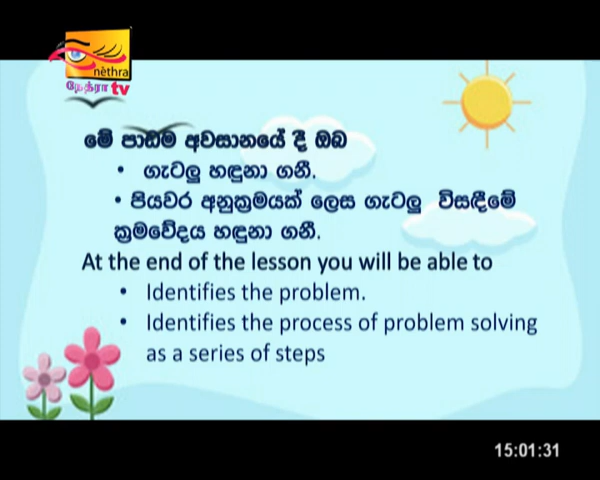 nethra
நேத்ரா tv
මේ පාඩම අවසානයේ දී ඔබ
• ගැටලු හඳුනා ගනී.
• පියවර අනුක්‍රමයක් ලෙස ගැටලු විසඳීමේ
ක්‍රමවේදය හඳුනා ගනී.
At the end of the lesson you will be able to
• Identifies the problem.
• Identifies the process of problem solving
as a series of steps
15:01:31